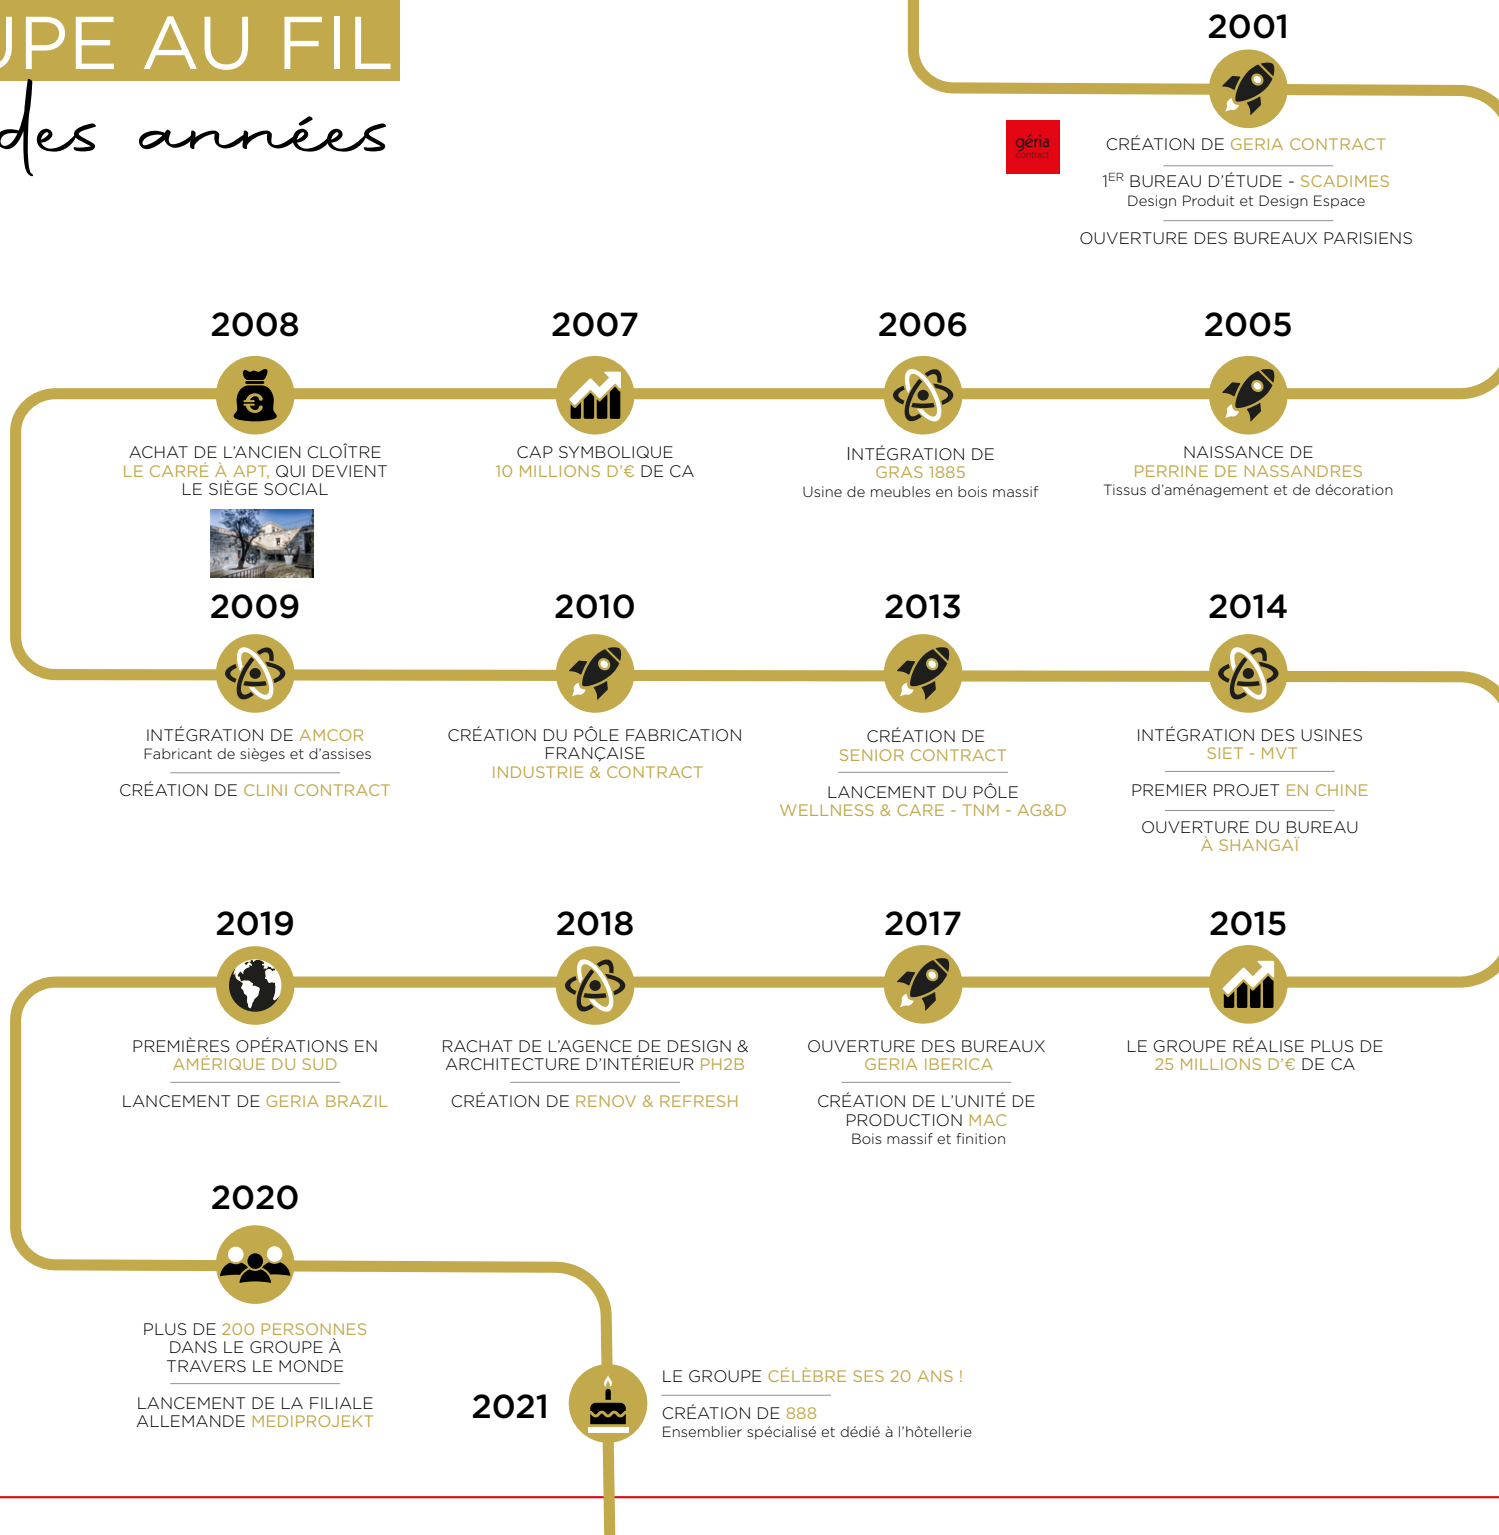 UPE AU FIL
des années
2001
géria
contract
CRÉATION DE GERIA CONTRACT
1ER BUREAU D'ÉTUDE - SCADIMES
Design Produit et Design Espace
OUVERTURE DES BUREAUX PARISIENS
2005
NAISSANCE DE
PERRINE DE NASSANDRES
Tissus d'aménagement et de décoration
2006
INTÉGRATION DE
GRAS 1885
Usine de meubles en bois massif
2007
CAP SYMBOLIQUE
10 MILLIONS D'€ DE CA
2008
€
ACHAT DE L'ANCIEN CLOÎTRE
LE CARRÉ À APT, QUI DEVIENT
LE SIÈGE SOCIAL
2009
INTÉGRATION DE AMCOR
Fabricant de sièges et d'assises
CRÉATION DE CLINI CONTRACT
2010
CRÉATION DU PÔLE FABRICATION
FRANÇAISE
INDUSTRIE & CONTRACT
2013
CRÉATION DE
SENIOR CONTRACT
LANCEMENT DU PÔLE
WELLNESS & CARE - TNM - AG&D
2014
INTÉGRATION DES USINES
SIET - MVT
PREMIER PROJET EN CHINE
OUVERTURE DU BUREAU
À SHANGAÏ
2015
LE GROUPE RÉALISE PLUS DE
25 MILLIONS D'€ DE CA
2017
OUVERTURE DES BUREAUX
GERIA IBERICA
CRÉATION DE L'UNITÉ DE
PRODUCTION MAC
Bois massif et finition
2018
RACHAT DE L'AGENCE DE DESIGN &
ARCHITECTURE D'INTÉRIEUR PH2B
CRÉATION DE RENOV & REFRESH
2019
PREMIÈRES OPÉRATIONS EN
AMÉRIQUE DU SUD
LANCEMENT DE GERIA BRAZIL
2020
PLUS DE 200 PERSONNES
DANS LE GROUPE À
TRAVERS LE MONDE
LANCEMENT DE LA FILIALE
ALLEMANDE MEDIPROJEKT
2021
LE GROUPE CÉLÈBRE SES 20 ANS !
CRÉATION DE 888
Ensemblier spécialisé et dédié à l'hôtellerie